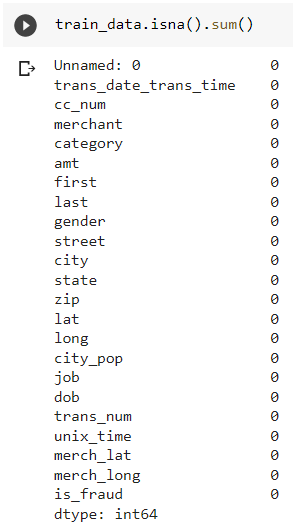 train_data.isna().sum()
Unnamed: 0 0
trans_date_trans_time 0
cc_num 0
merchant 0
category 0
amt 0
first 0
last 0
gender 0
street 0
city 0
state 0
zip 0
lat 0
long 0
city_pop 0
job 0
dob 0
trans_num 0
unix_time 0
merch_lat 0
merch_long 0
is_fraud 0
dtype: int64